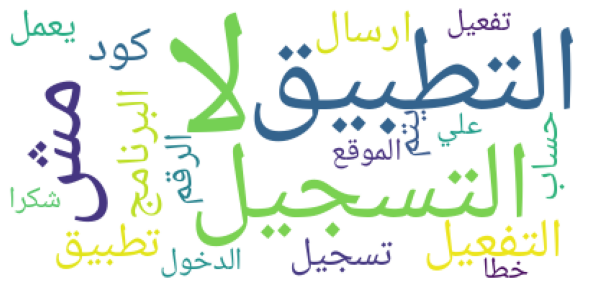 تفعيل
ارسال
يعمل
كود
لا
التطبيق
مش
البرنامج
الرقم
يتم
علي
الموقع
حساب
التسجيل
شكرا
تطبيق
الدخول
تسجيل
التفعيل
خطا